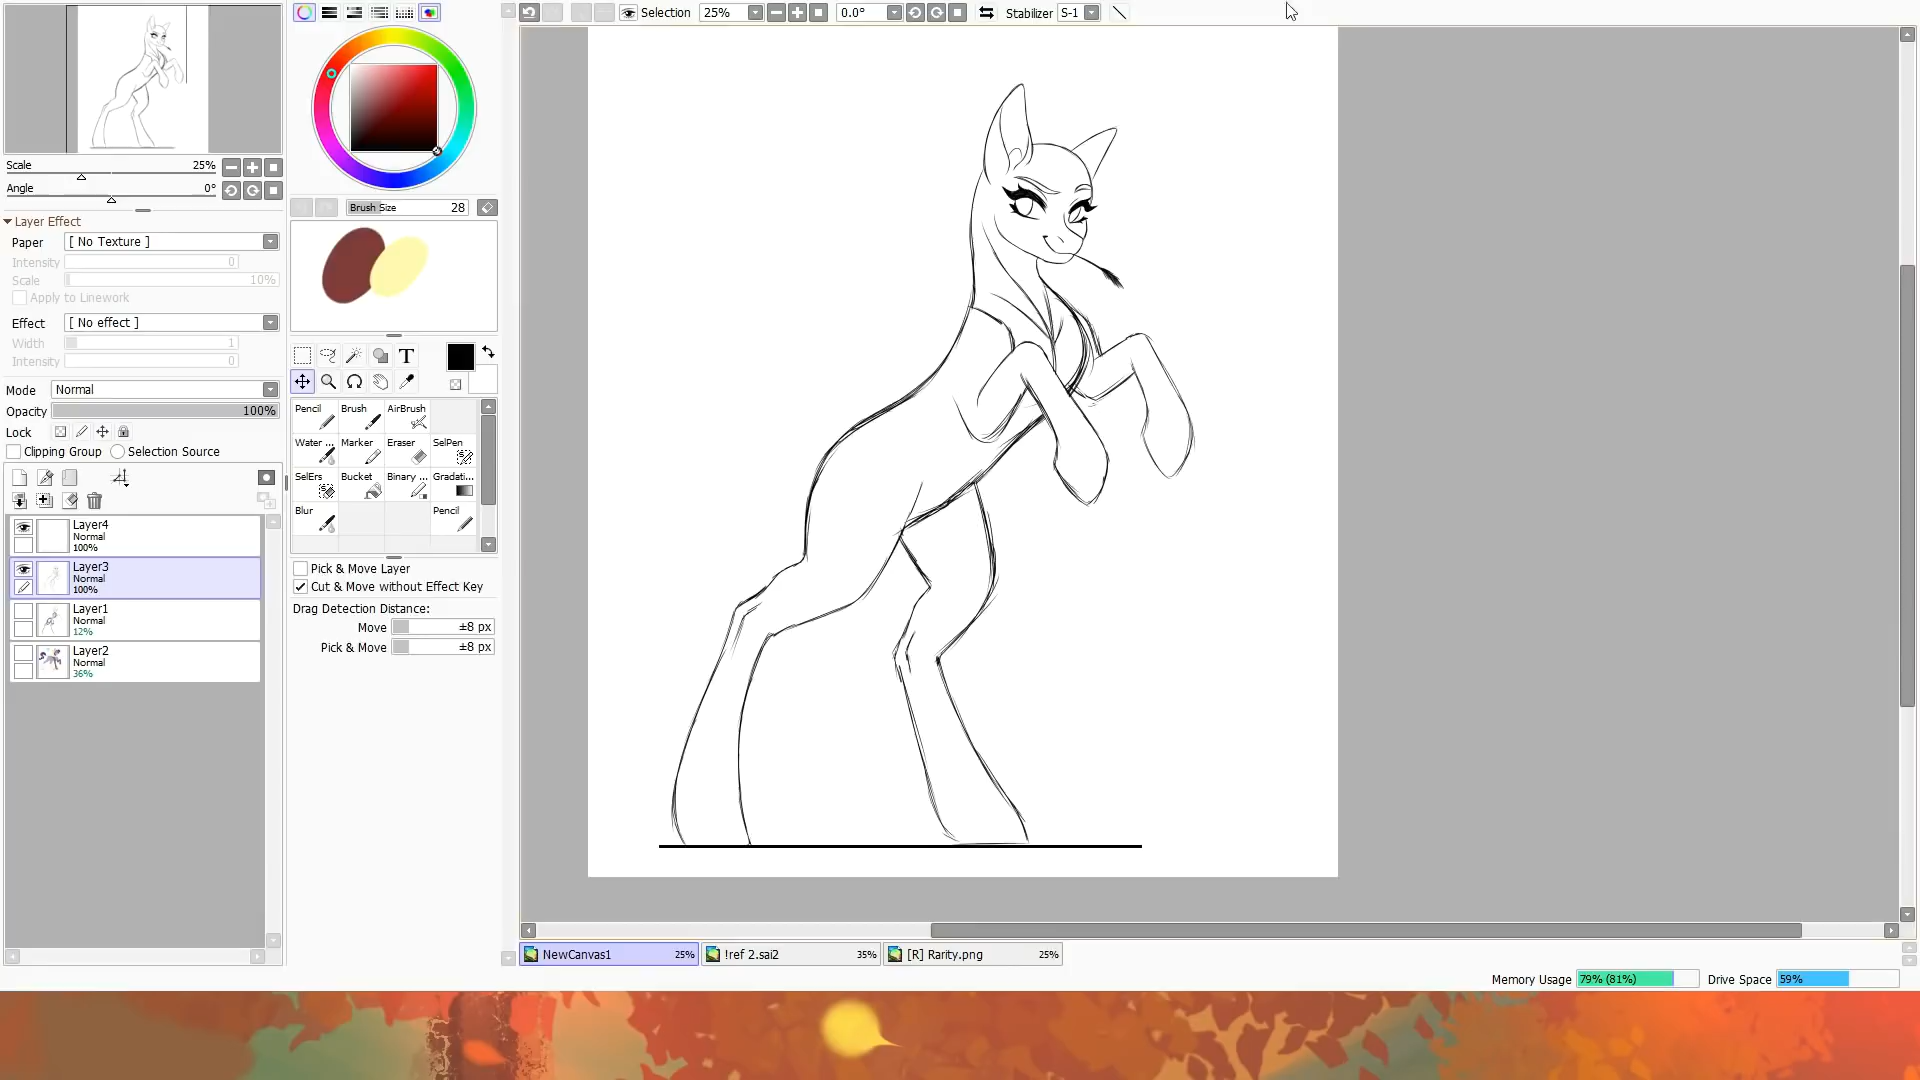 Selection 25% 0.0° Stabilizer S-1
Scale 25%
Angle 0°
Layer Effect
Paper [ No Texture ]
Intensity 0
Scale 10%
Apply to Linework
Effect [ No effect ]
Width 1
Intensity 0
Mode Normal
Opacity 100%
Lock
Clipping Group Selection Source
Layer4
Normal
100%
Layer3
Normal
100%
Layer1
Normal
12%
Layer2
Normal
36%
Brush Size 28
T
Pencil Brush AirBrush
Water ... Marker Eraser SelPen
SelErs Bucket Binary ... Gradati...
Blur Pencil
Pick & Move Layer
Cut & Move without Effect Key
Drag Detection Distance:
Move ±8 px
Pick & Move ±8 px
NewCanvas1 25% !ref 2.sai2 35% [R] Rarity.png 25%
Memory Usage 79% (81%) Drive Space 59%